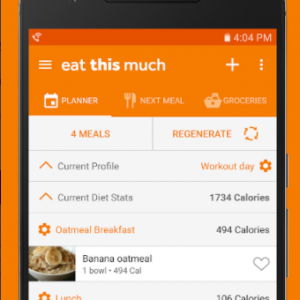 4:04 PM
eat this much
PLANNER
NEXT MEAL
GROCERIES
4 MEALS
REGENERATE
Current Profile
Workout day
Current Diet Stats
1734 Calories
Oatmeal Breakfast
494 Calories
Banana oatmeal
1 bowl • 494 Cal
Lunch
106 Calories